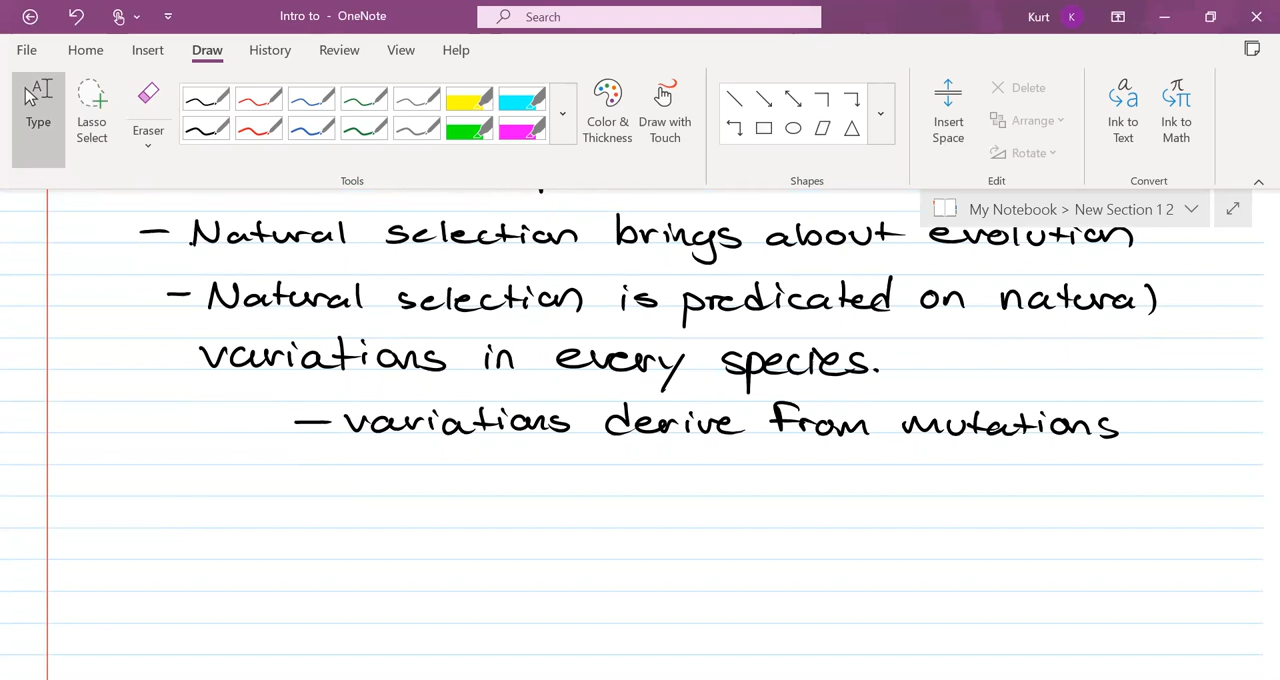 Intro to - OneNote
Search
Kurt K
File Home Insert Draw History Review View Help
Type
Lasso Select
Eraser
Color & Thickness
Draw with Touch
Insert Space
Delete
Arrange
Rotate
Ink to Text
Ink to Math
Tools Shapes Edit Convert
My Notebook > New Section 1 2
- Natural selection brings about evolution
- Natural selection is predicated on natural
variations in every species.
- variations derive from mutations